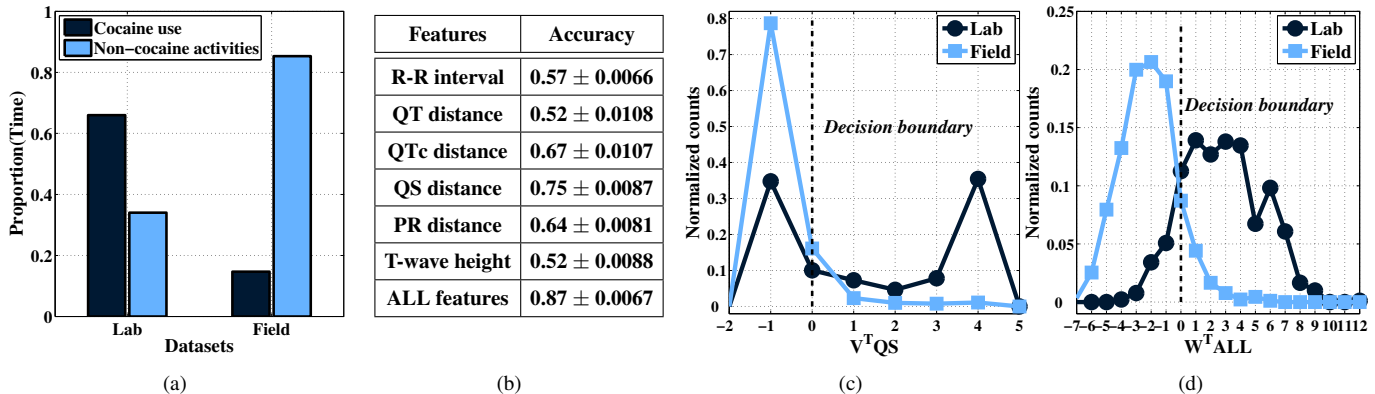 Proportion(Time)
1
0.8
0.6
0.4
0.2
0
Cocaine use
Non−cocaine activities
Lab Field
Datasets
(a)
Features Accuracy
R-R interval 0.57 ± 0.0066
QT distance 0.52 ± 0.0108
QTc distance 0.67 ± 0.0107
QS distance 0.75 ± 0.0087
PR distance 0.64 ± 0.0081
T-wave height 0.52 ± 0.0088
ALL features 0.87 ± 0.0067
(b)
Normalized counts
0.8
0.7
0.6
0.5
0.4
0.3
0.2
0.1
0
Lab
Field
Decision boundary
−2 −1 0 1 2 3 4 5
VᵀQS
(c)
Normalized counts
0.25
0.2
0.15
0.1
0.05
0
Lab
Field
Decision boundary
−7−6−5−4−3−2−1 0 1 2 3 4 5 6 7 8 9 101112
WᵀALL
(d)